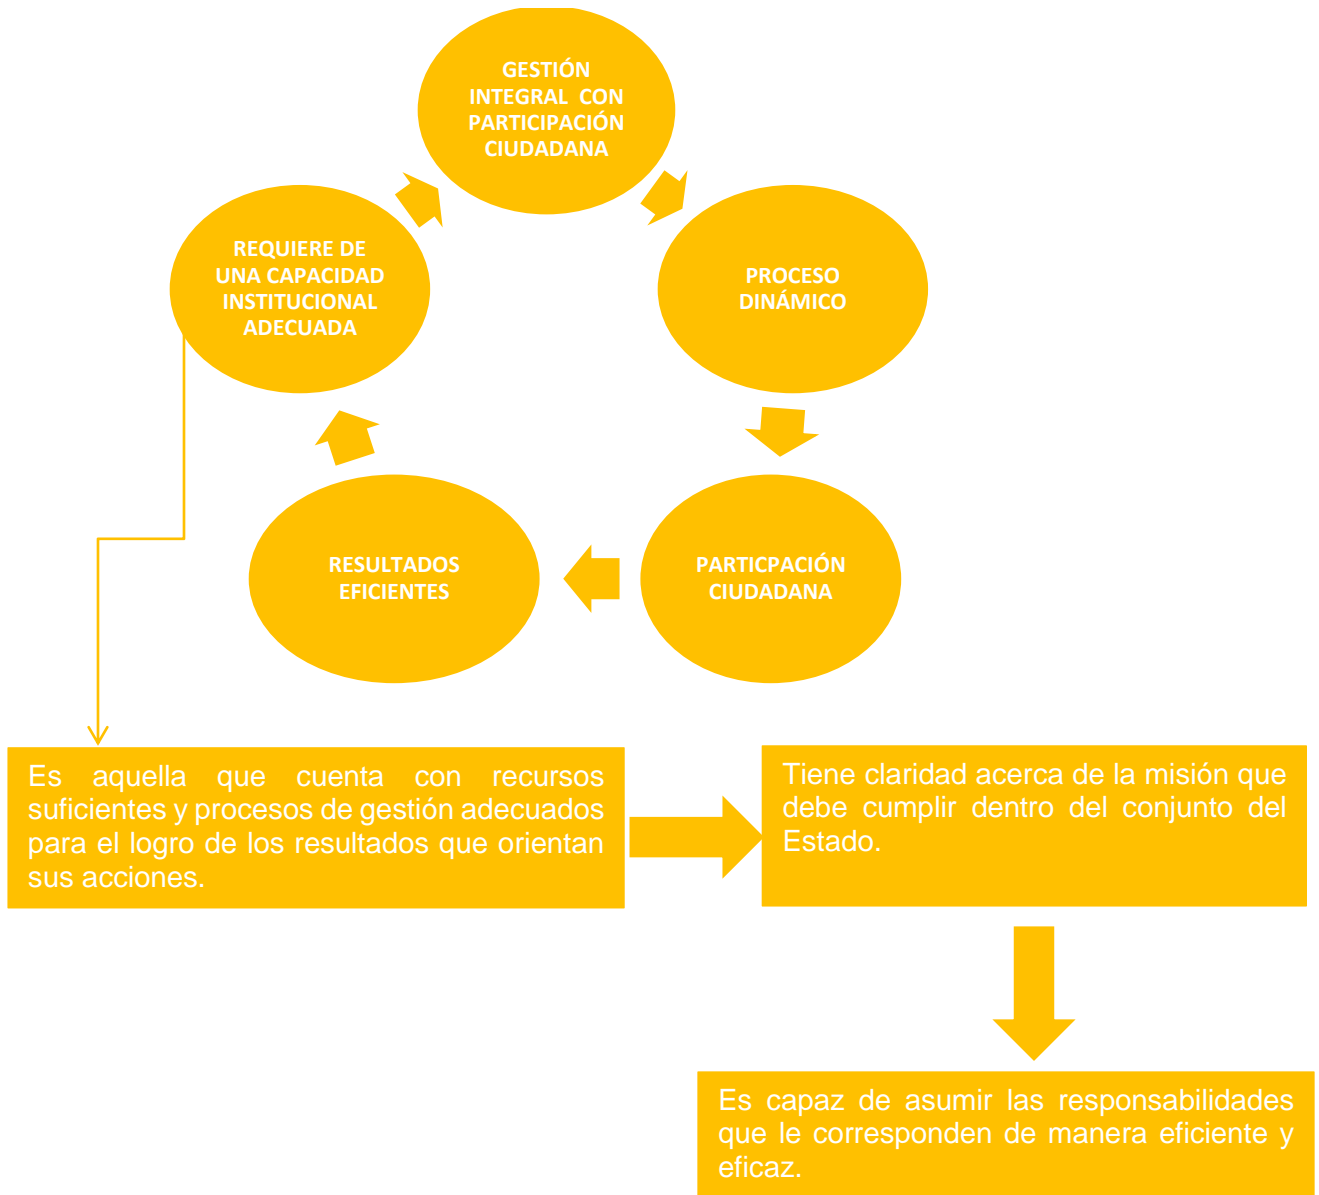 GESTIÓN
INTEGRAL CON
PARTICIPACIÓN
CIUDADANA
PROCESO
DINÁMICO
PARTICPACIÓN
CIUDADANA
RESULTADOS
EFICIENTES
REQUIERE DE
UNA CAPACIDAD
INSTITUCIONAL
ADECUADA
Es aquella que cuenta con recursos
suficientes y procesos de gestión adecuados
para el logro de los resultados que orientan
sus acciones.
Tiene claridad acerca de la misión que
debe cumplir dentro del conjunto del
Estado.
Es capaz de asumir las responsabilidades
que le corresponden de manera eficiente y
eficaz.